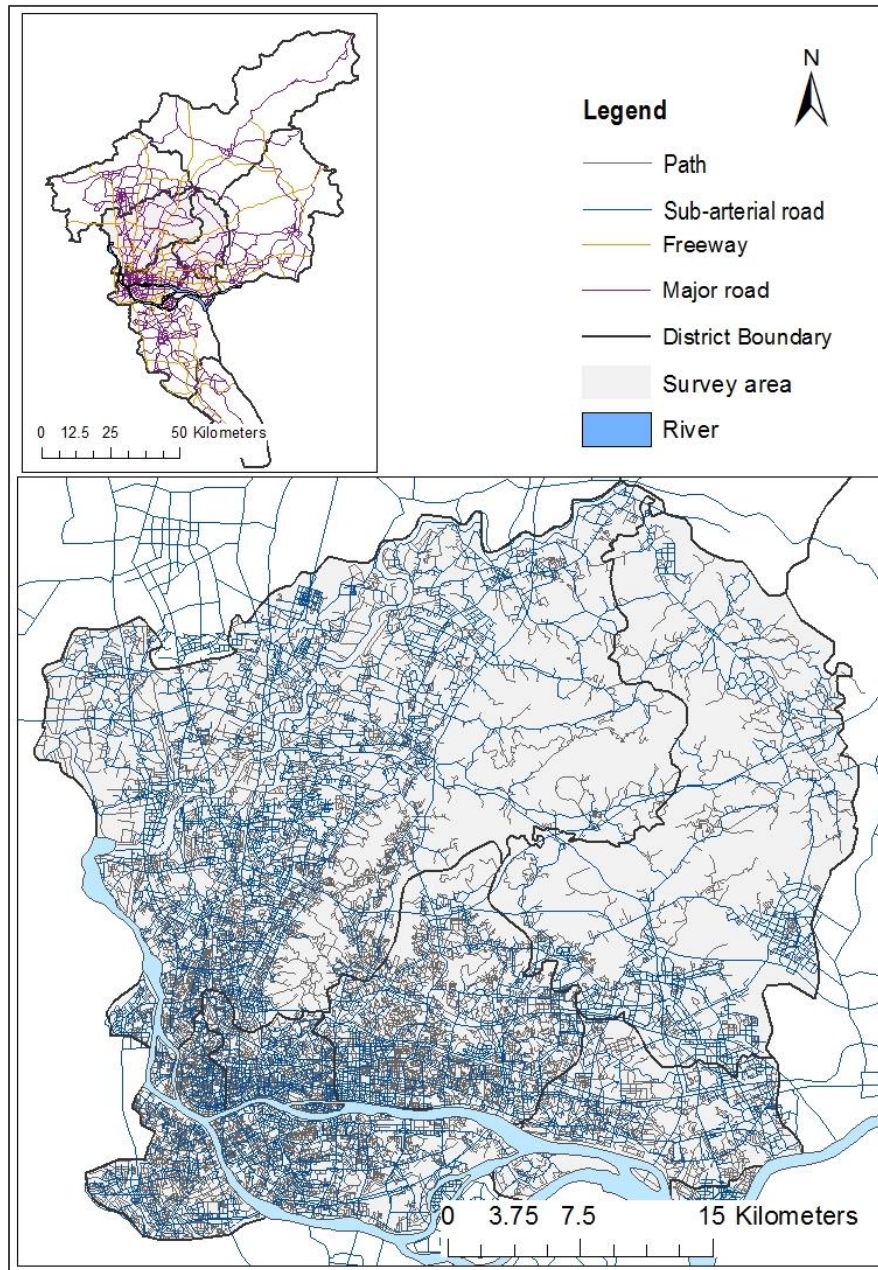 0 12.5 25 50 Kilometers
N
Legend
Path
Sub-arterial road
Freeway
Major road
District Boundary
Survey area
River
0 3.75 7.5 15 Kilometers